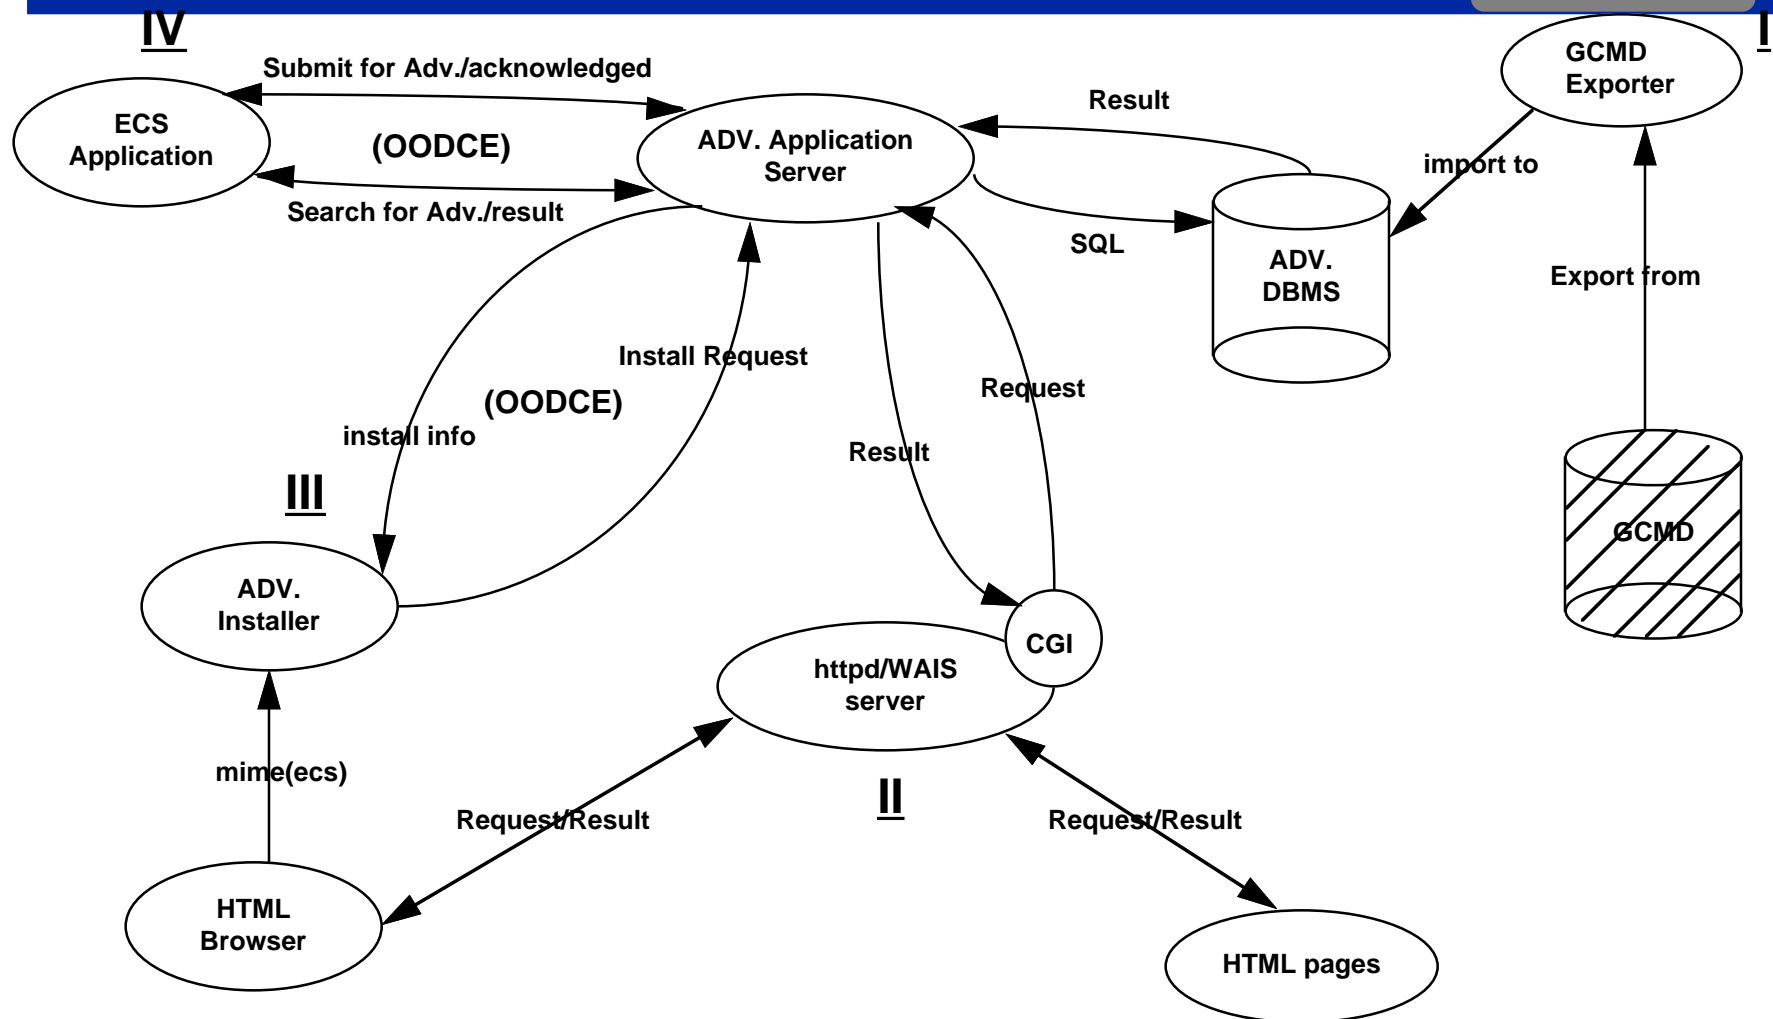 IV
I
Submit for Adv./acknowledged
GCMD
Exporter
Result
ECS
Application
(OODCE)
ADV. Application
Server
import to
Search for Adv./result
SQL
ADV.
DBMS
Export from
Install Request
Request
(OODCE)
install info
Result
III
GCMD
ADV.
Installer
CGI
httpd/WAIS
server
mime(ecs)
II
Request/Result
Request/Result
HTML
Browser
HTML pages